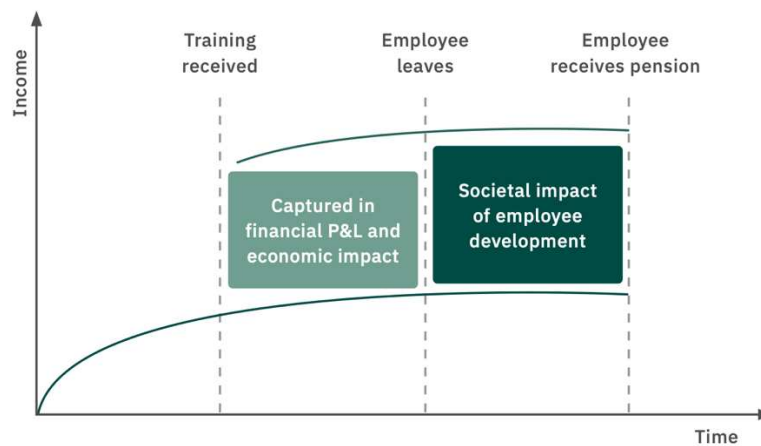 Income
Training
received
Employee
leaves
Employee
receives pension
Captured in
financial P&L and
economic impact
Societal impact
of employee
development
Time